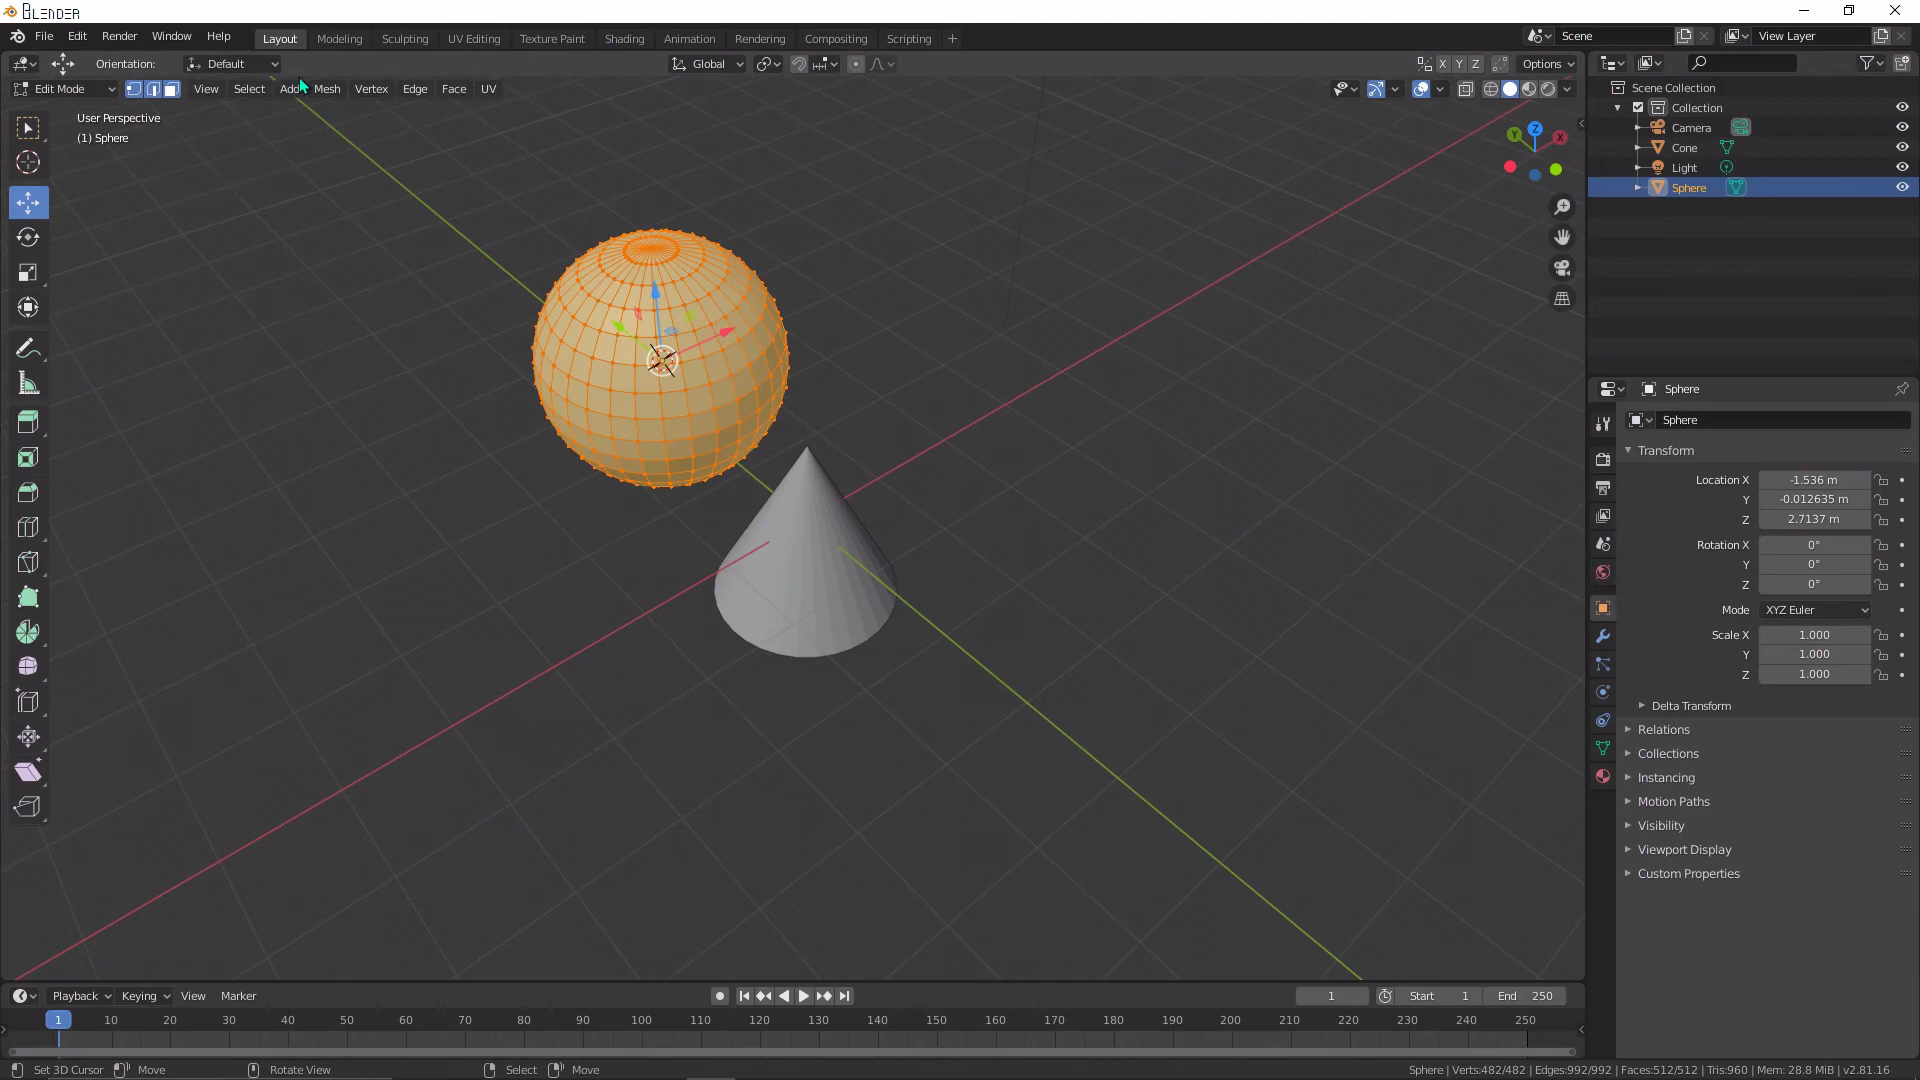 BLENDER
File Edit Render Window Help Layout Modeling Sculpting UV Editing Texture Paint Shading Animation Rendering Compositing Scripting + Scene View Layer
Orientation: Default Global X Y Z Options
Edit Mode View Select Add Mesh Vertex Edge Face UV
User Perspective
(1) Sphere
Y Z X
Scene Collection
Collection
Camera
Cone
Light
Sphere
Sphere
Sphere
Transform
Location X -1.536 m
Y -0.012635 m
Z 2.7137 m
Rotation X 0°
Y 0°
Z 0°
Mode XYZ Euler
Scale X 1.000
Y 1.000
Z 1.000
Delta Transform
Relations
Collections
Instancing
Motion Paths
Visibility
Viewport Display
Custom Properties
Playback Keying View Marker 1 Start 1 End 250
1 10 20 30 40 50 60 70 80 90 100 110 120 130 140 150 160 170 180 190 200 210 220 230 240 250
Set 3D Cursor Move Rotate View Select Move Sphere | Verts:482/482 | Edges:992/992 | Faces:512/512 | Tris:960 | Mem: 28.8 MiB | v2.81.16